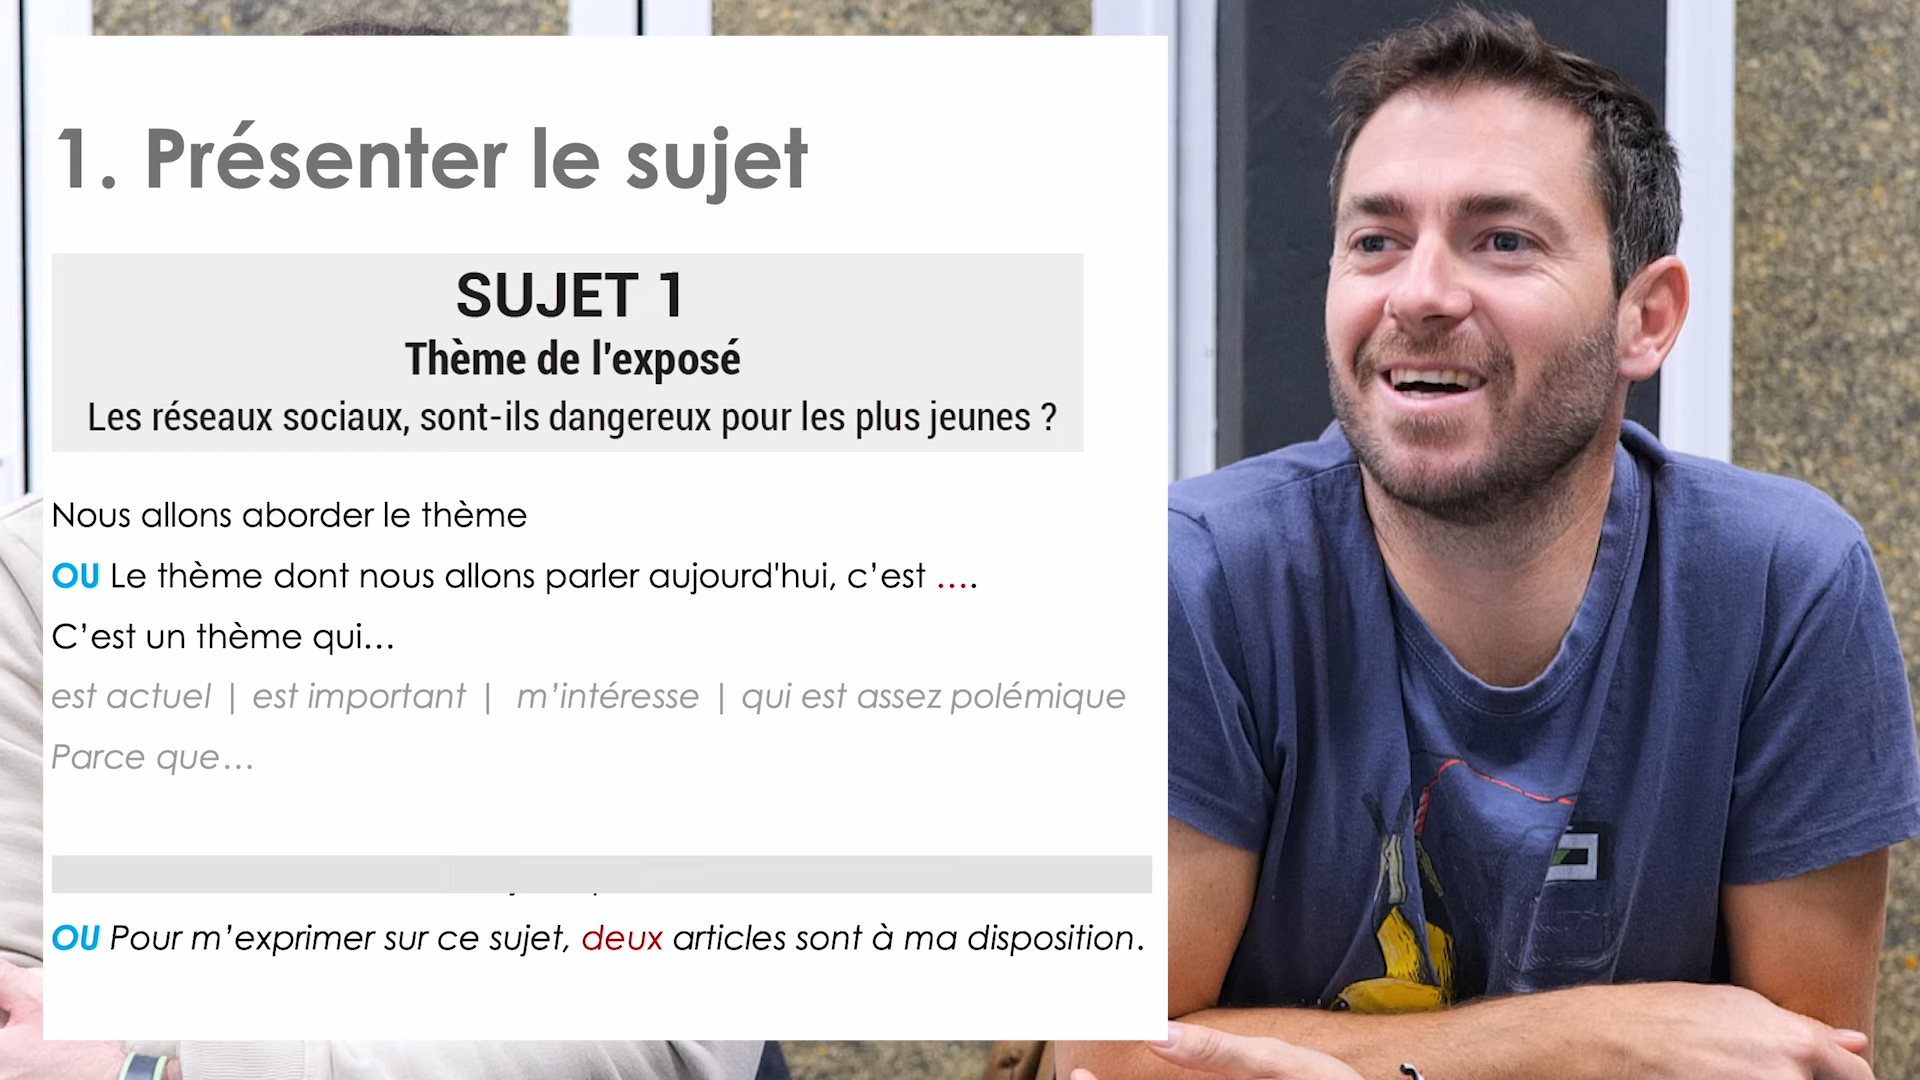 1. Présenter le sujet
SUJET 1
Thème de l'exposé
Les réseaux sociaux, sont-ils dangereux pour les plus jeunes ?
Nous allons aborder le thème
OU Le thème dont nous allons parler aujourd'hui, c’est ....
C’est un thème qui...
est actuel | est important | m’intéresse | qui est assez polémique
Parce que...
OU Pour m’exprimer sur ce sujet, deux articles sont à ma disposition.